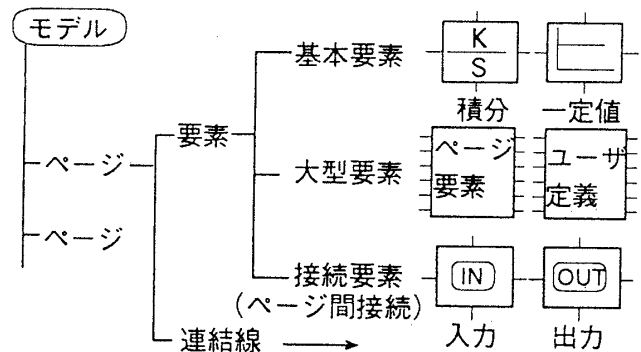 モデル
基本要素
K
S
積分
一定値
要素
ページ
大型要素
ページ
要素
ユーザ
定義
ページ
接続要素
(ページ間接続)
IN
OUT
入力
出力
連結線